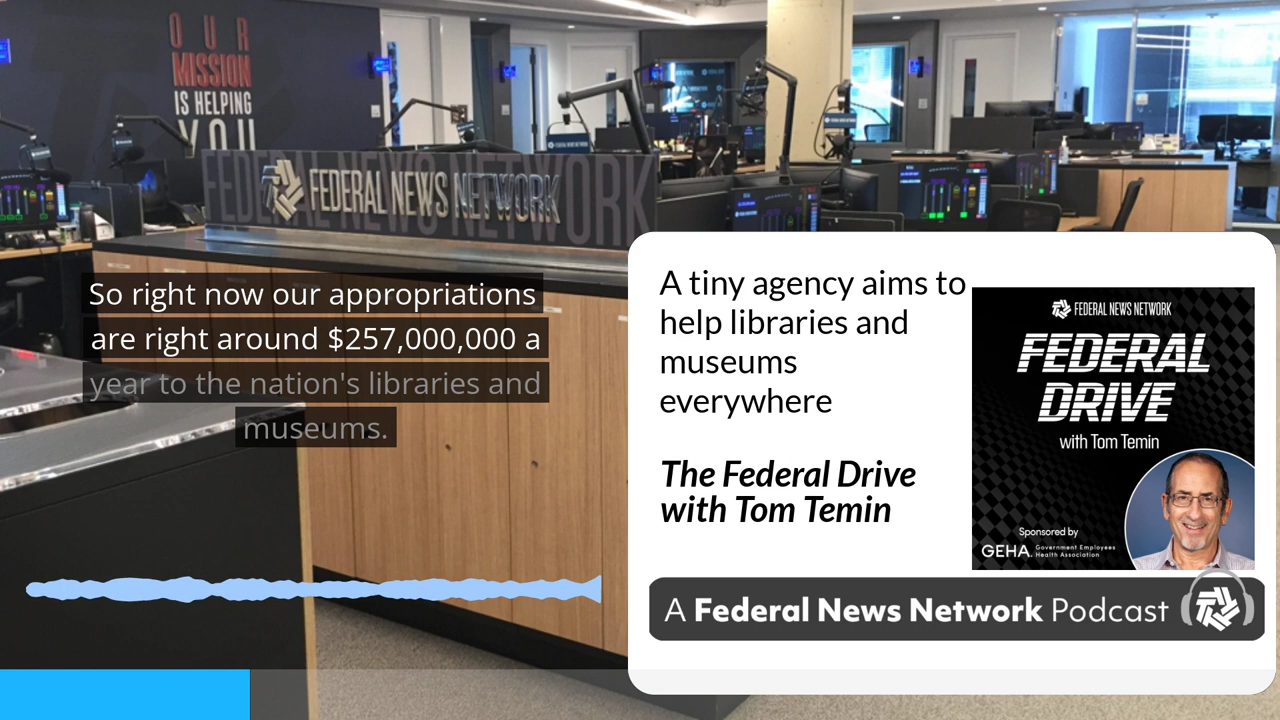 OUR
MISSION
IS HELPING
YOU
FEDERAL NEWS NETWORK
So right now our appropriations
are right around $257,000,000 a
year to the nation's libraries and
museums.
A tiny agency aims to
help libraries and
museums
everywhere
The Federal Drive
with Tom Temin
FEDERAL NEWS NETWORK
FEDERAL
DRIVE
with Tom Temin
Sponsored by
GEHA. Government Employees
Health Association
A Federal News Network Podcast